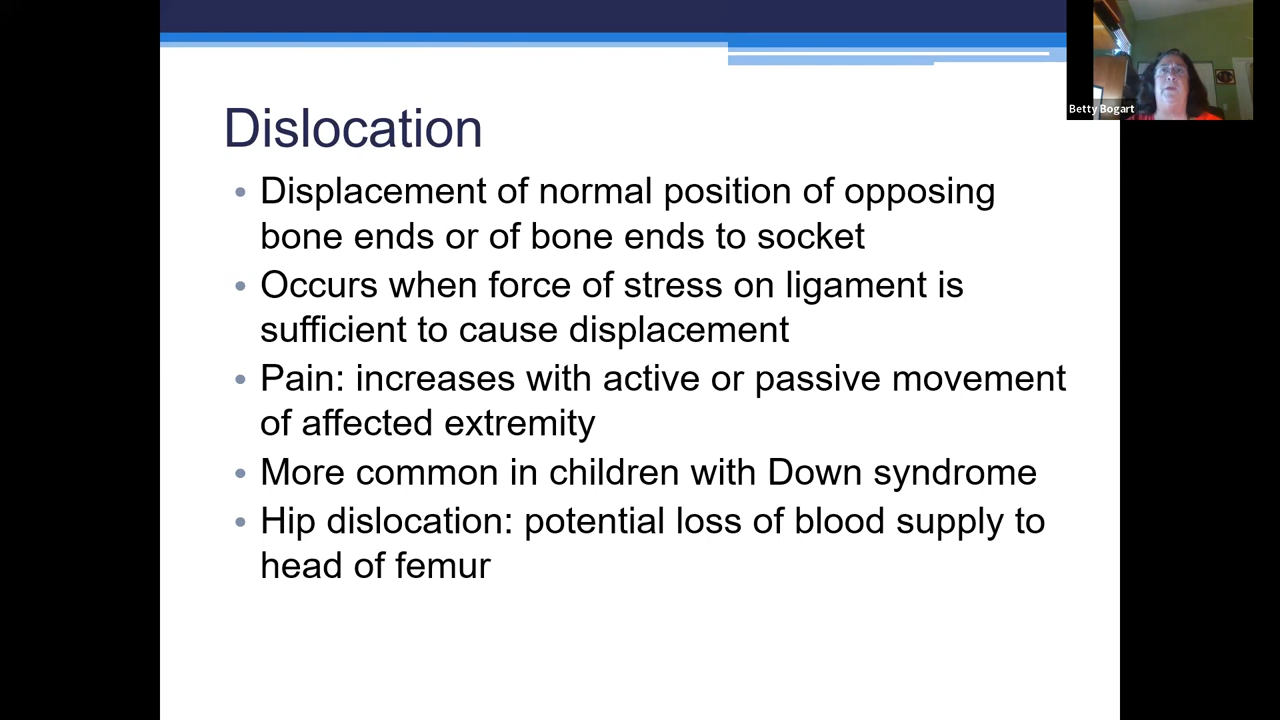 Betty Bogart
Dislocation
• Displacement of normal position of opposing
bone ends or of bone ends to socket
• Occurs when force of stress on ligament is
sufficient to cause displacement
• Pain: increases with active or passive movement
of affected extremity
• More common in children with Down syndrome
• Hip dislocation: potential loss of blood supply to
head of femur